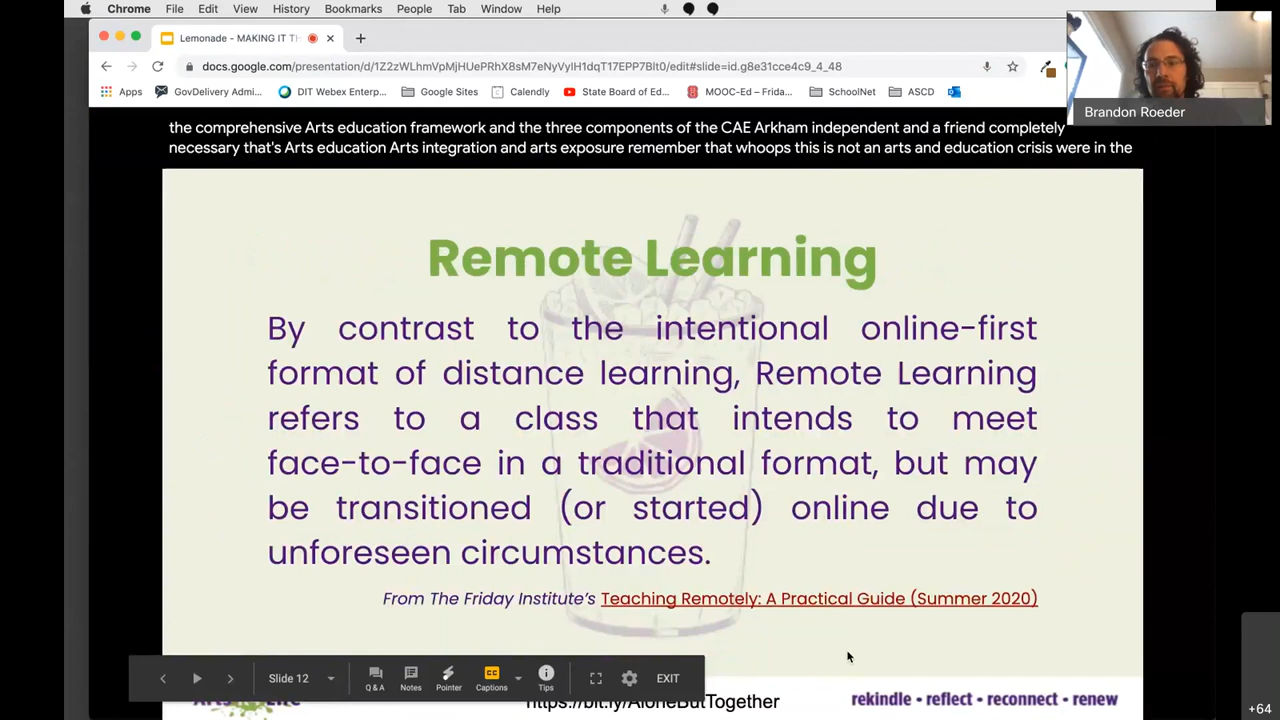 Chrome File Edit View History Bookmarks People Tab Window Help
Lemonade - MAKING IT TH
docs.google.com/presentation/d/1Z2zWLhmVpMjHUePRhX8sM7eNyVylH1dqT17EPP7Blt0/edit#slide=id.g8e31cce4c9_4_48
Apps GovDelivery Admi... DIT Webex Enterp... Google Sites Calendly State Board of Ed... MOOC-Ed – Frida... SchoolNet ASCD
Brandon Roeder
the comprehensive Arts education framework and the three components of the CAE Arkham independent and a friend completely
necessary that's Arts education Arts integration and arts exposure remember that whoops this is not an arts and education crisis were in the
Remote Learning
By contrast to the intentional online-first
format of distance learning, Remote Learning
refers to a class that intends to meet
face-to-face in a traditional format, but may
be transitioned (or started) online due to
unforeseen circumstances.
From The Friday Institute's Teaching Remotely: A Practical Guide (Summer 2020)
Slide 12 Q & A Notes Pointer Captions Tips EXIT
https://bit.ly/AloneButTogether
rekindle • reflect • reconnect • renew
+64